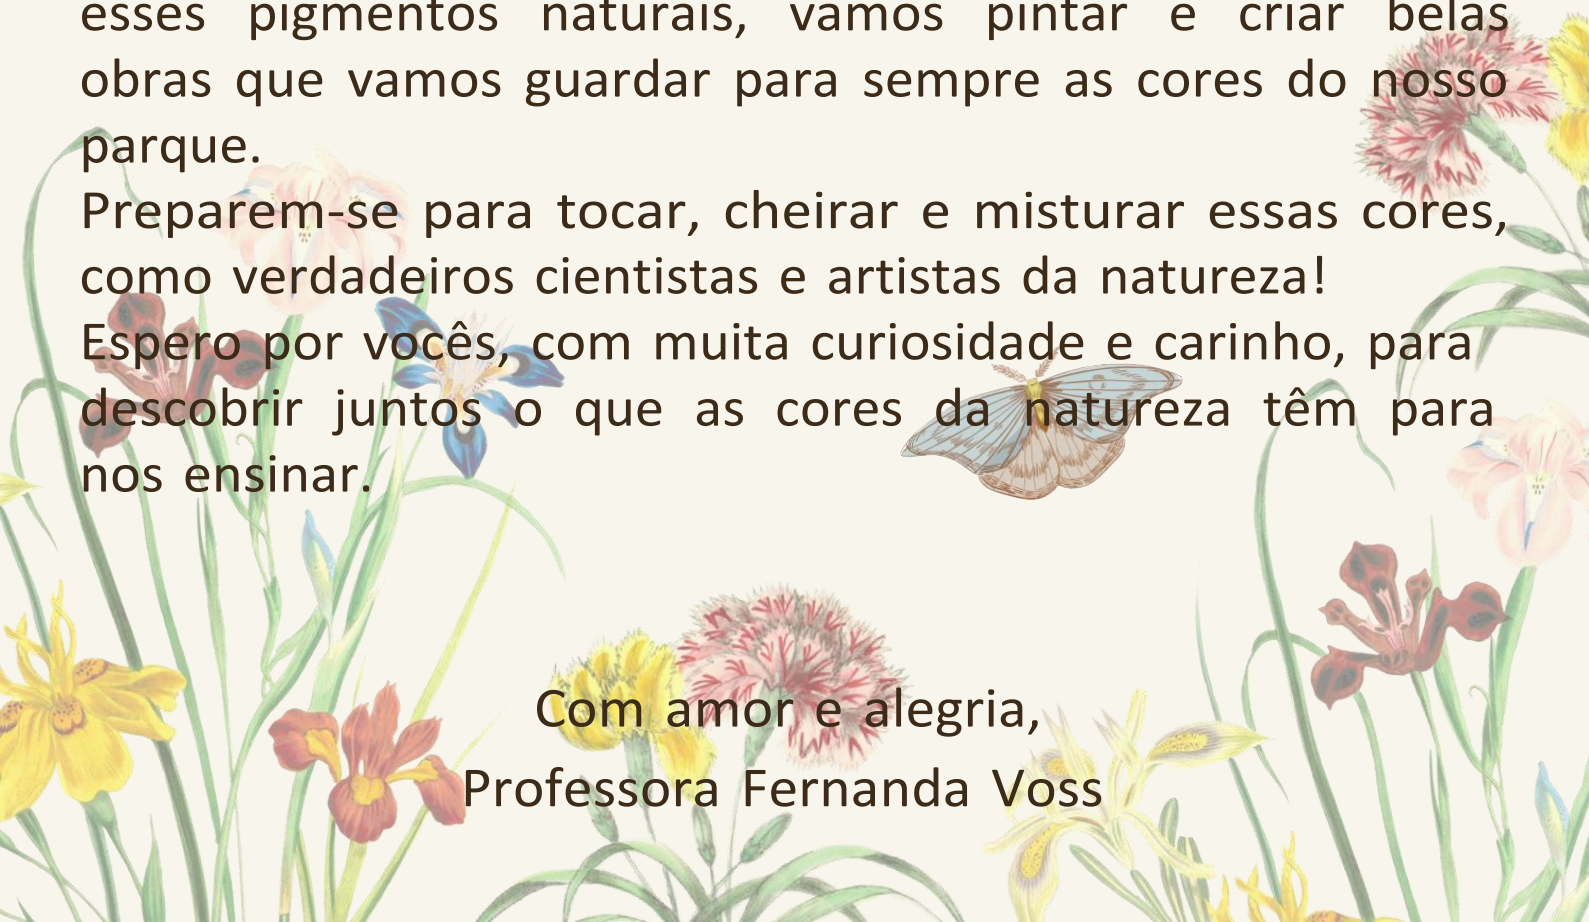 esses pigmentos naturais, vamos pintar e criar belas
obras que vamos guardar para sempre as cores do nosso
parque.
Preparem-se para tocar, cheirar e misturar essas cores,
como verdadeiros cientistas e artistas da natureza!
Espero por vocês, com muita curiosidade e carinho, para
descobrir juntos o que as cores da natureza têm para
nos ensinar.
Com amor e alegria,
Professora Fernanda Voss